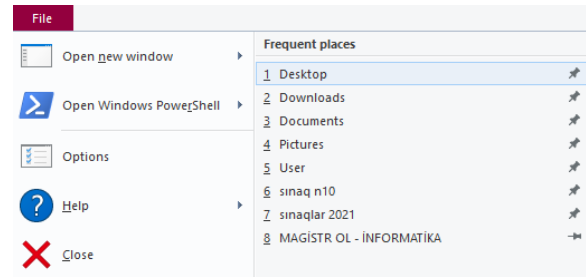 File
Open new window
Open Windows PowerShell
Options
Help
Close
Frequent places
1 Desktop
2 Downloads
3 Documents
4 Pictures
5 User
6 sınaq n10
7 sınaqlar 2021
8 MAGİSTR OL - İNFORMATİKA